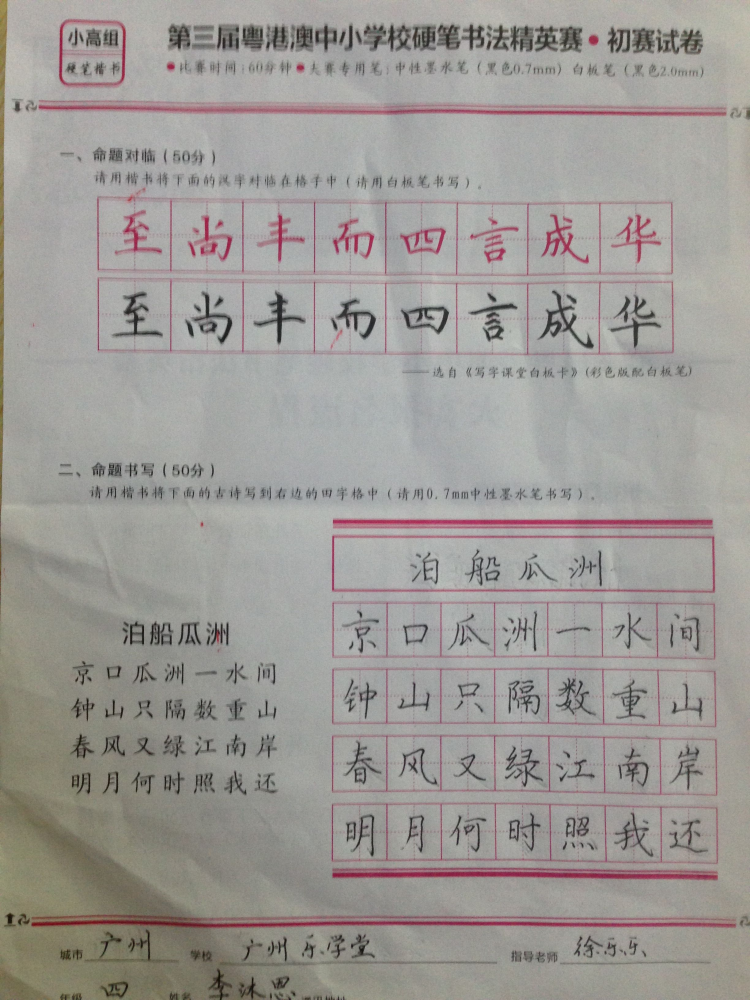 小高组
硬笔楷书
第三届粤港澳中小学校硬笔书法精英赛•初赛试卷
●比赛时间:60分钟●大赛专用笔:中性墨水笔(黑色0.7mm) 白板笔(黑色2.0mm)
一、命题对临(50分)
请用楷书将下面的汉字对临在格子中(请用白板笔书写)。
至尚丰而四言成华
至尚丰而四言成华
——选自《写字课堂白板卡》(彩色版配白板笔)
二、命题书写(50分)
请用楷书将下面的古诗写到右边的田字格中(请用0.7mm中性墨水笔书写)。
泊船瓜洲
京口瓜洲一水间
钟山只隔数重山
春风又绿江南岸
明月何时照我还
泊船瓜洲
京口瓜洲一水间
钟山只隔数重山
春风又绿江南岸
明月何时照我还
城市 广州 学校 广州乐学堂 指导老师 徐乐乐
年级 四 姓名 李沐恩